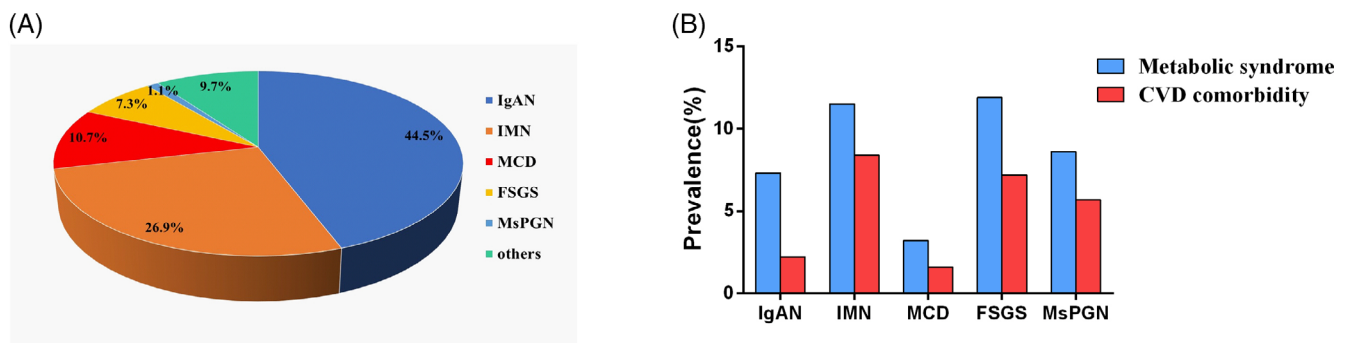 (A)
44.5%
26.9%
10.7%
7.3%
1.1%
9.7%
IgAN
IMN
MCD
FSGS
MsPGN
others
(B)
Prevalence(%)
15
10
5
0
IgAN IMN MCD FSGS MsPGN
Metabolic syndrome
CVD comorbidity